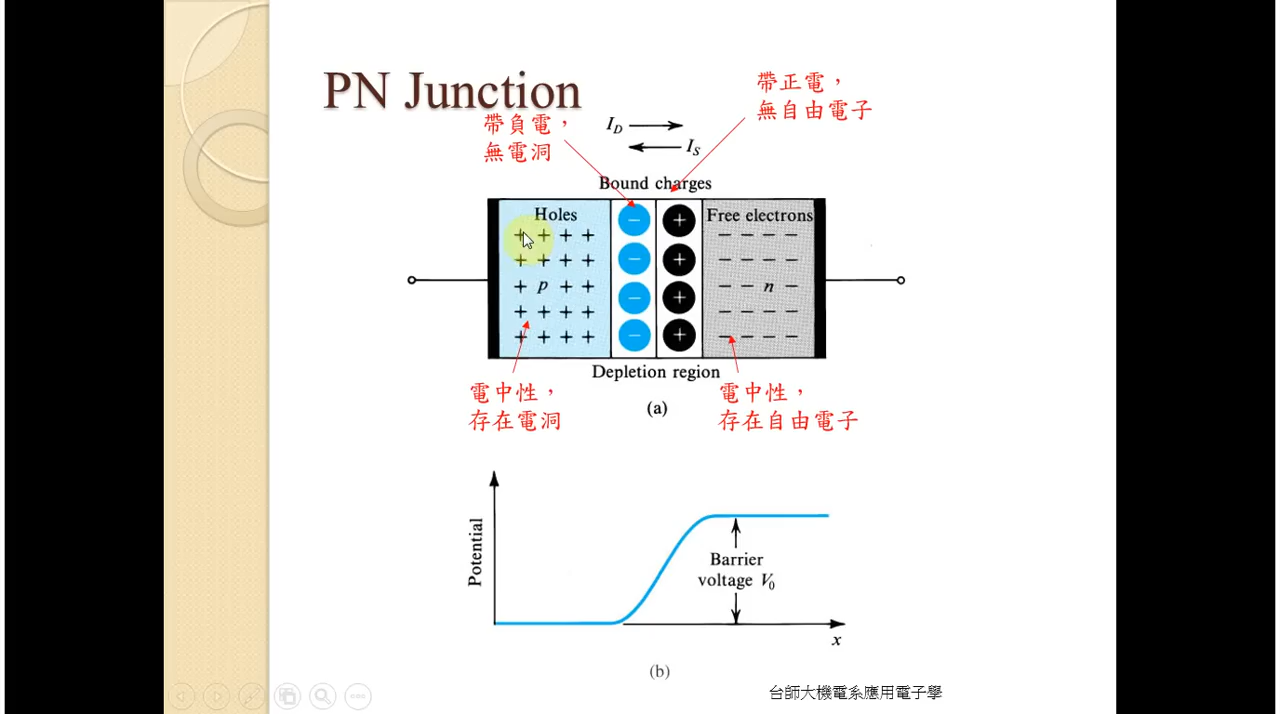 PN Junction
帶正電，
無自由電子
帶負電，
無電洞
I_D
I_S
Bound charges
Holes
Free electrons
p
n
Depletion region
(a)
電中性，
存在電洞
電中性，
存在自由電子
Potential
Barrier
voltage V_0
x
(b)
台師大機電系應用電子學